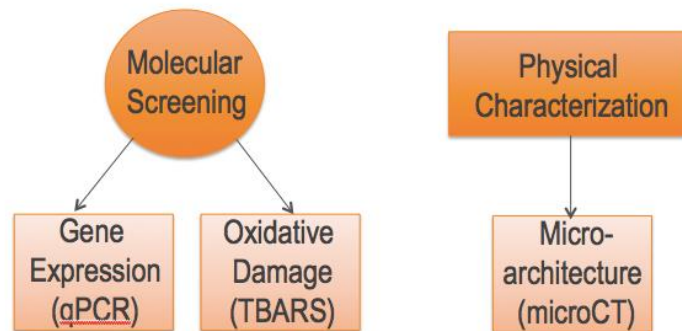 Molecular
Screening
Physical
Characterization
Gene
Expression
(qPCR)
Oxidative
Damage
(TBARS)
Micro-
architecture
(microCT)